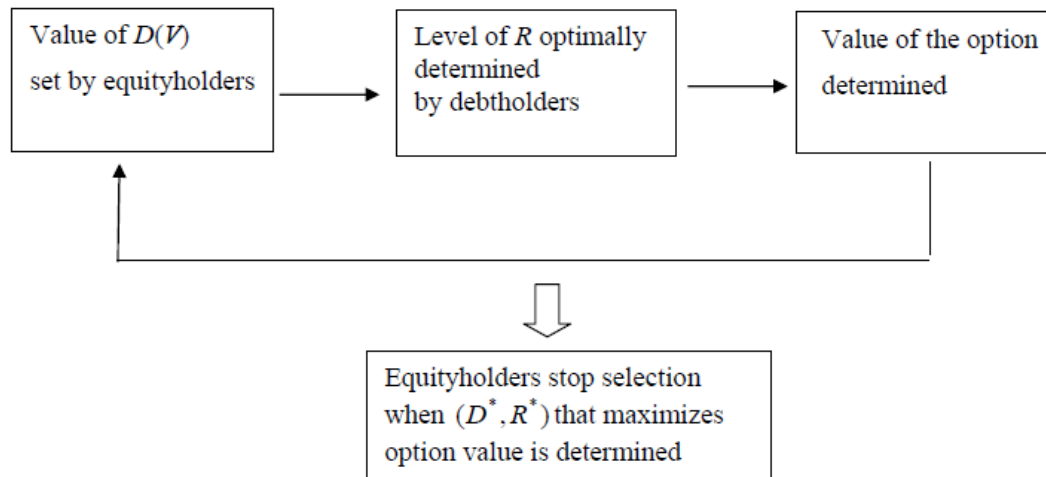 Value of D(V)
set by equityholders
Level of R optimally
determined
by debtholders
Value of the option
determined
Equityholders stop selection
when (D*, R*) that maximizes
option value is determined